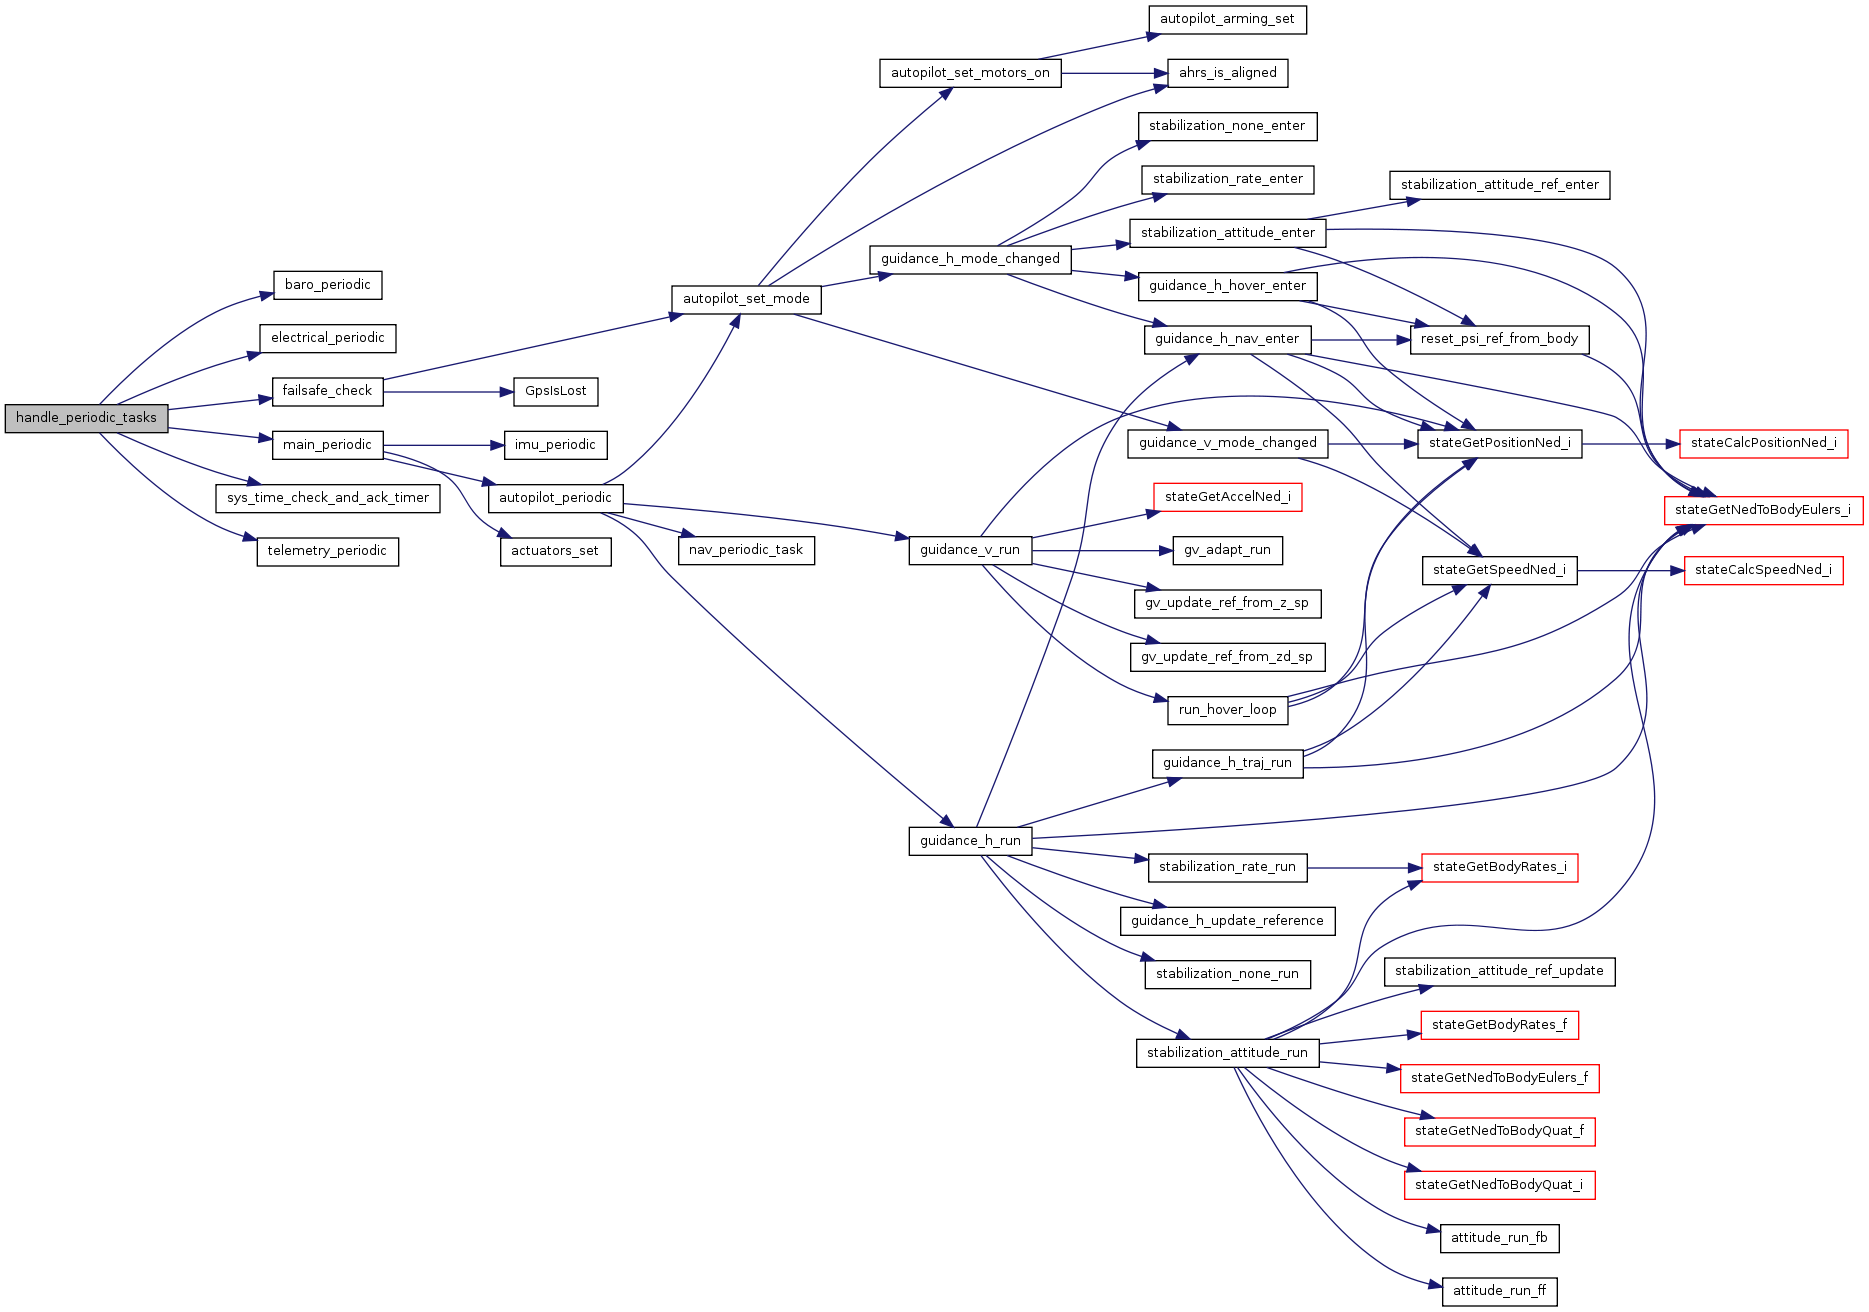 handle_periodic_tasks
baro_periodic
electrical_periodic
failsafe_check
main_periodic
sys_time_check_and_ack_timer
telemetry_periodic
GpsIsLost
imu_periodic
autopilot_periodic
actuators_set
autopilot_set_mode
nav_periodic_task
autopilot_set_motors_on
guidance_h_mode_changed
guidance_v_run
guidance_h_run
autopilot_arming_set
ahrs_is_aligned
stabilization_none_enter
stabilization_rate_enter
stabilization_attitude_enter
guidance_h_hover_enter
guidance_h_nav_enter
guidance_v_mode_changed
stateGetAccelNed_i
gv_adapt_run
gv_update_ref_from_z_sp
gv_update_ref_from_zd_sp
run_hover_loop
guidance_h_traj_run
stabilization_rate_run
guidance_h_update_reference
stabilization_none_run
stabilization_attitude_run
stabilization_attitude_ref_enter
reset_psi_ref_from_body
stateGetPositionNed_i
stateGetSpeedNed_i
stateGetBodyRates_i
stabilization_attitude_ref_update
stateGetBodyRates_f
stateGetNedToBodyEulers_f
stateGetNedToBodyQuat_f
stateGetNedToBodyQuat_i
attitude_run_fb
attitude_run_ff
stateCalcPositionNed_i
stateGetNedToBodyEulers_i
stateCalcSpeedNed_i